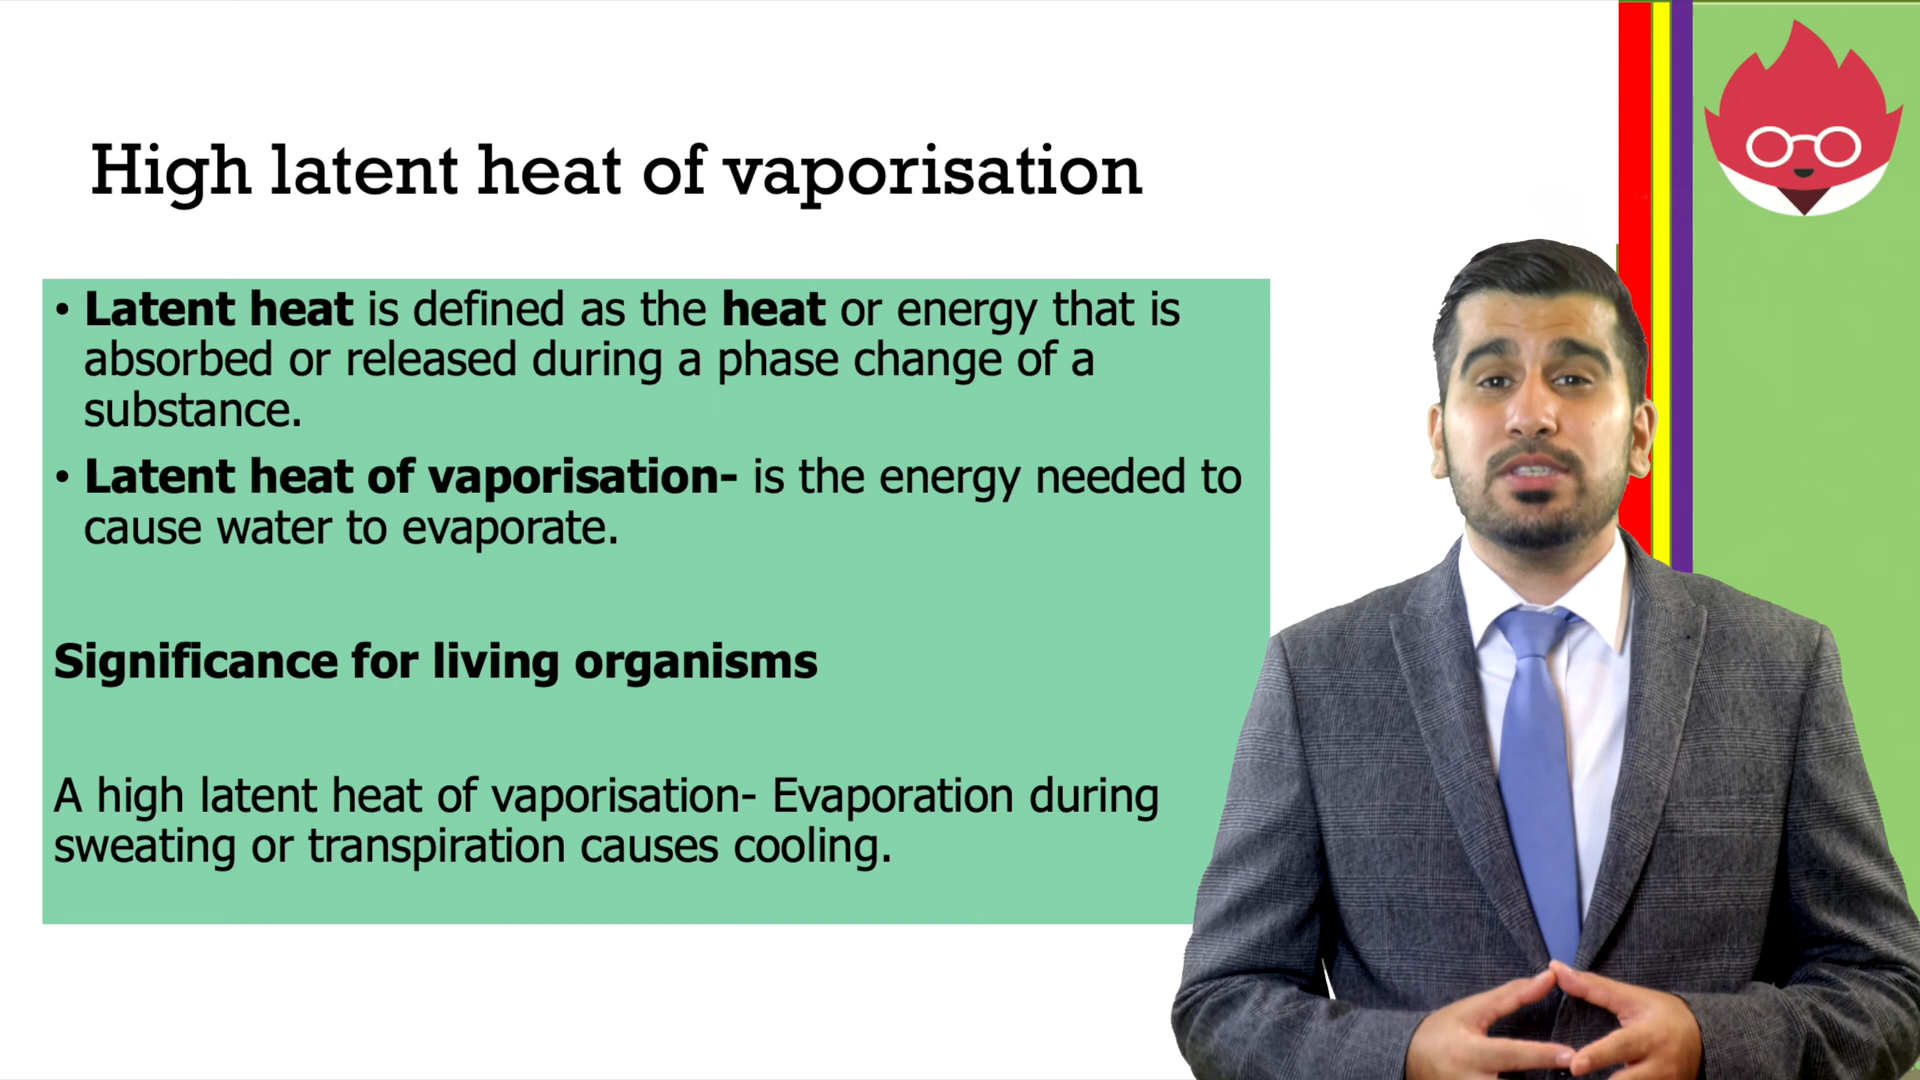 High latent heat of vaporisation
• Latent heat is defined as the heat or energy that is
absorbed or released during a phase change of a
substance.
• Latent heat of vaporisation- is the energy needed to
cause water to evaporate.
Significance for living organisms
A high latent heat of vaporisation- Evaporation during
sweating or transpiration causes cooling.